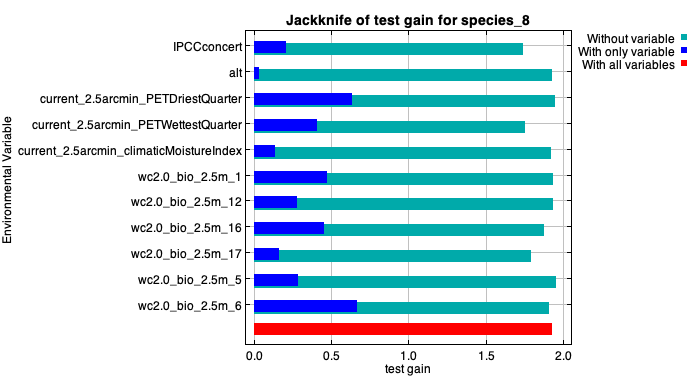 Jackknife of test gain for species_8
Without variable
With only variable
With all variables
Environmental Variable
IPCCconcert
alt
current_2.5arcmin_PETDriestQuarter
current_2.5arcmin_PETWettestQuarter
current_2.5arcmin_climaticMoistureIndex
wc2.0_bio_2.5m_1
wc2.0_bio_2.5m_12
wc2.0_bio_2.5m_16
wc2.0_bio_2.5m_17
wc2.0_bio_2.5m_5
wc2.0_bio_2.5m_6
0.0 0.5 1.0 1.5 2.0
test gain